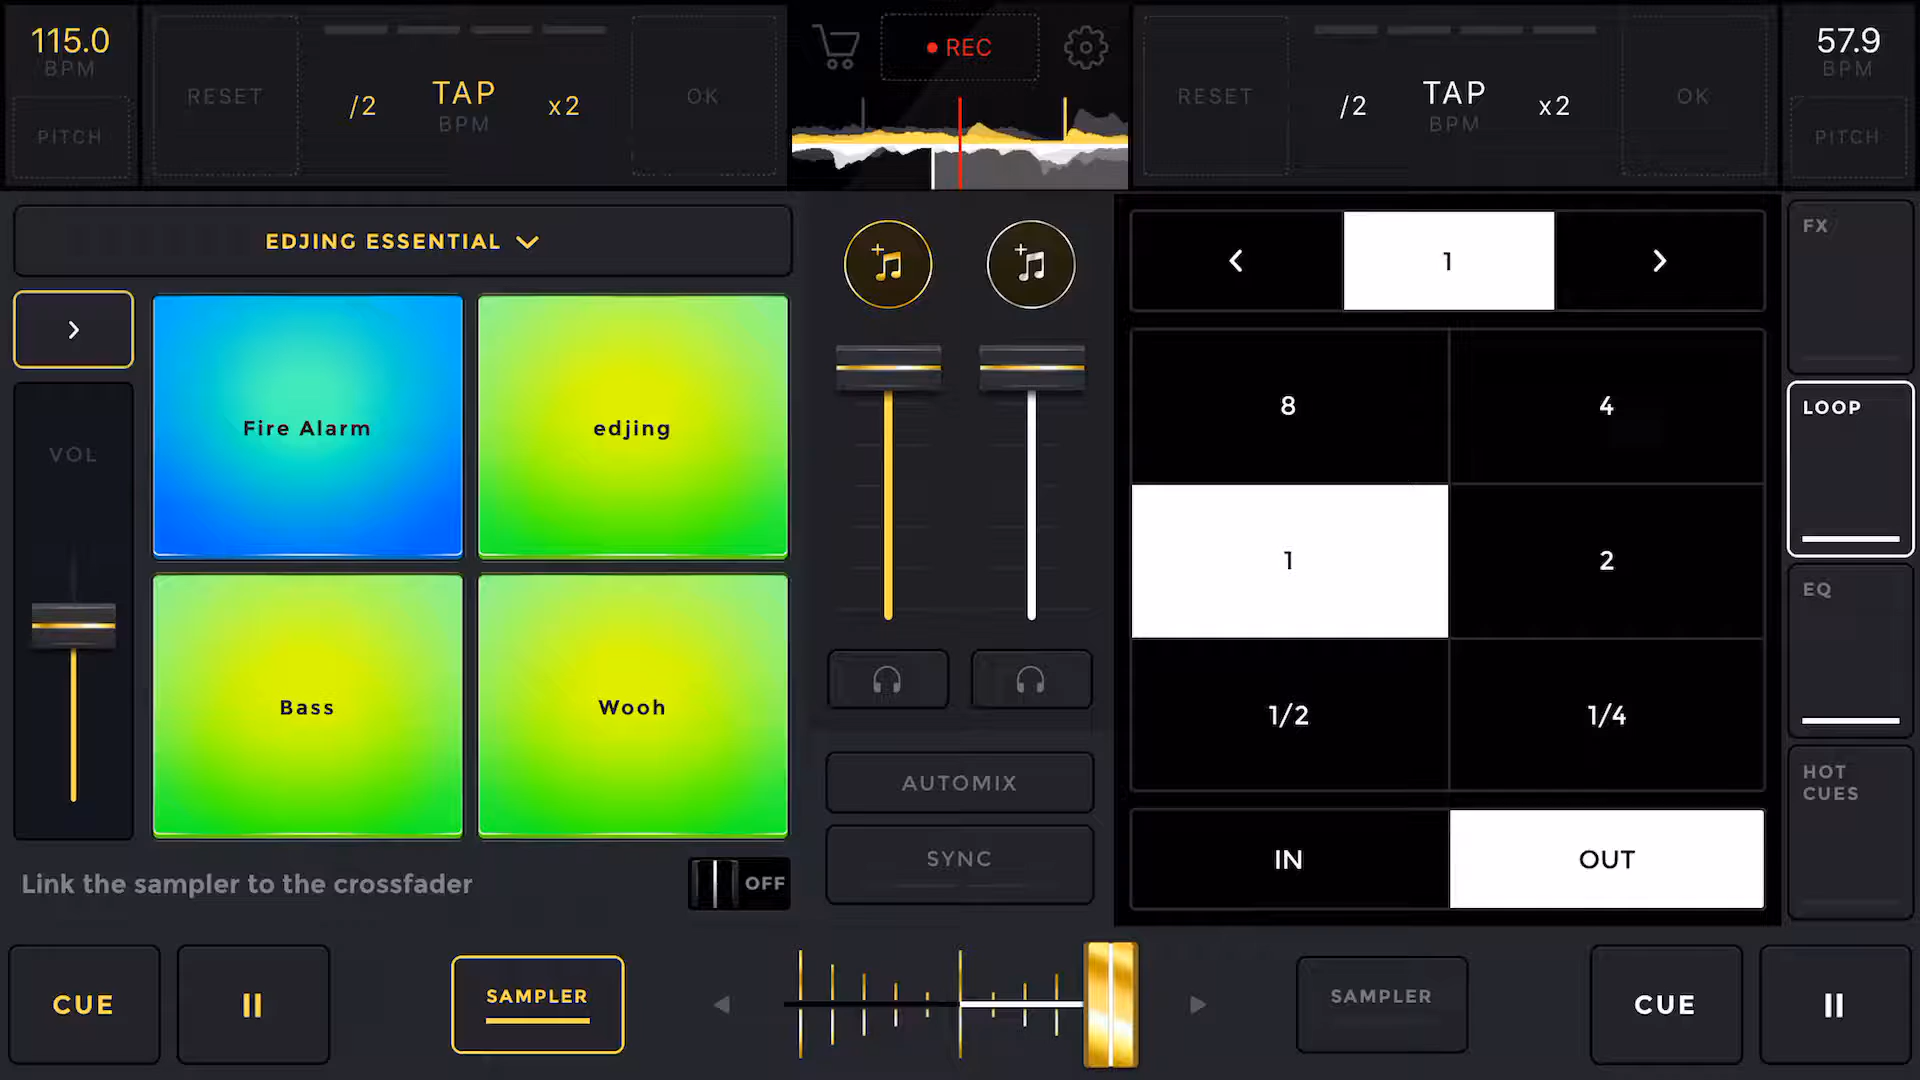 115.0
BPM
PITCH
RESET
/2
TAP
BPM
x2
OK
REC
RESET
/2
TAP
BPM
x2
OK
57.9
BPM
PITCH
EDJING ESSENTIAL
VOL
Fire Alarm
edjing
Bass
Wooh
Link the sampler to the crossfader
OFF
AUTOMIX
SYNC
1
8
4
1
2
1/2
1/4
IN
OUT
FX
LOOP
EQ
HOT
CUES
CUE
SAMPLER
SAMPLER
CUE